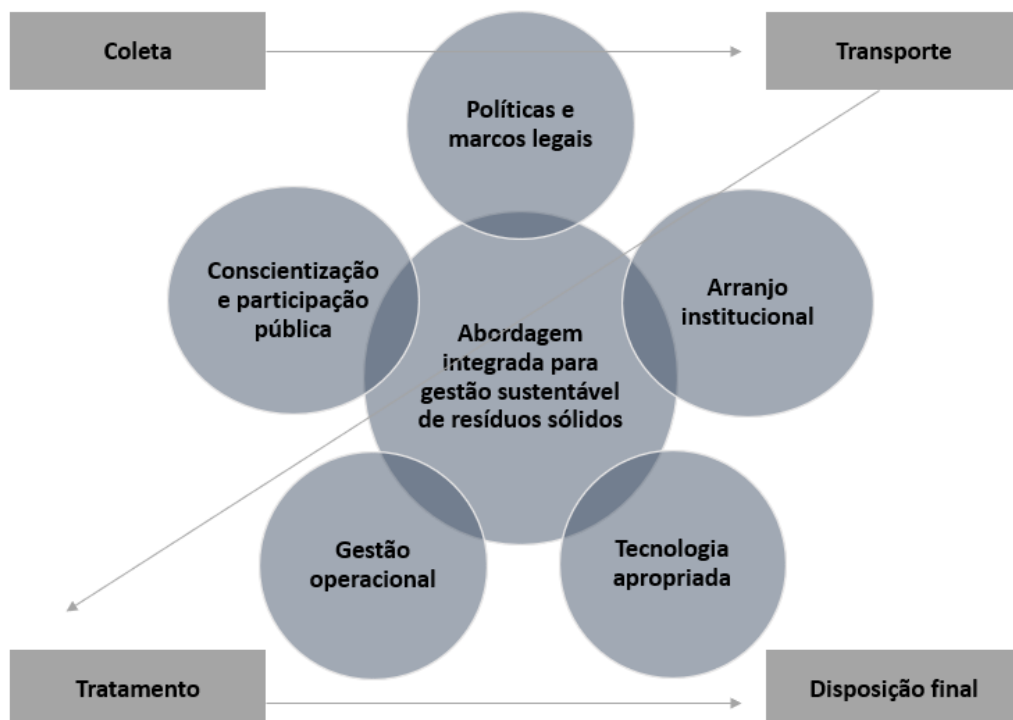 Coleta
Transporte
Políticas e
marcos legais
Conscientização
e participação
pública
Arranjo
institucional
Abordagem
integrada para
gestão sustentável
de resíduos sólidos
Gestão
operacional
Tecnologia
apropriada
Tratamento
Disposição final